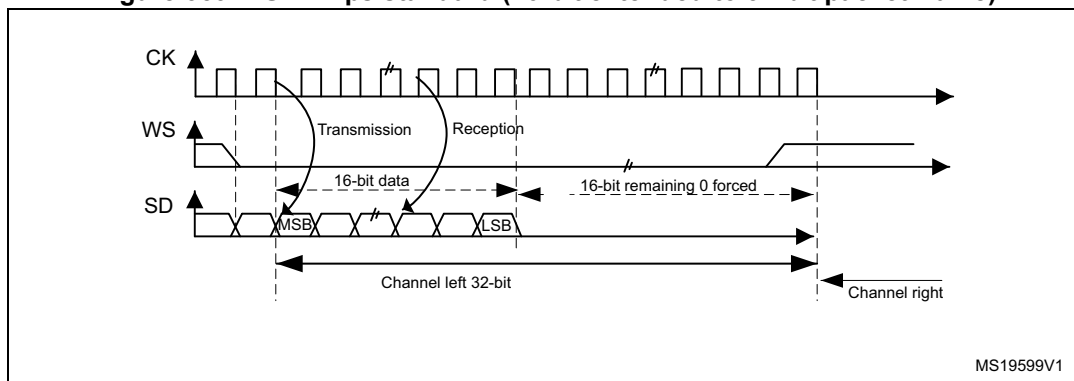 CK
Transmission
Reception
WS
16-bit data
16-bit remaining 0 forced
SD
MSB
LSB
Channel left 32-bit
Channel right
MS19599V1